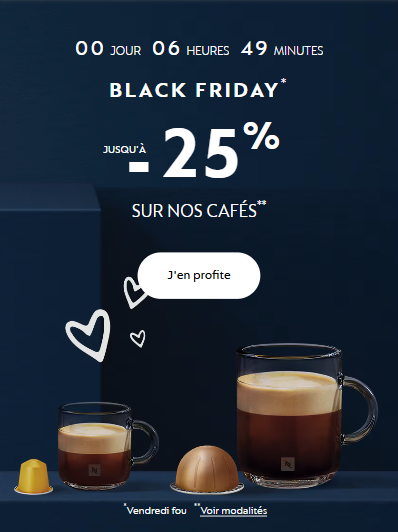 00 JOUR 06 HEURES 49 MINUTES
BLACK FRIDAY*
JUSQU'À
- 25%
SUR NOS CAFÉS**
J'en profite
*Vendredi fou **Voir modalités